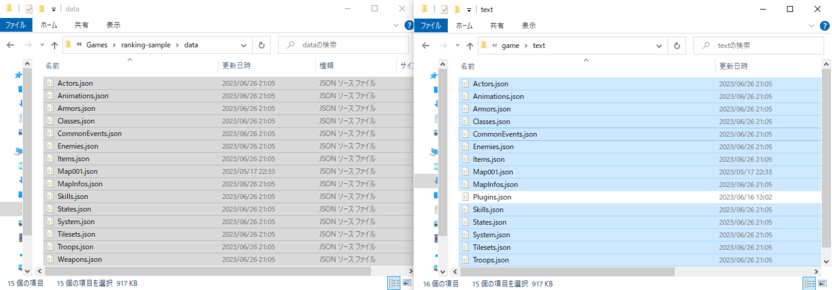 data
ファイル ホーム 共有 表示
« Games › ranking-sample › data dataの検索
名前 更新日時 種類 サイ
Actors.json 2023/06/26 21:05 JSON ソース ファイル
Animations.json 2023/06/26 21:05 JSON ソース ファイル
Armors.json 2023/06/26 21:05 JSON ソース ファイル
Classes.json 2023/06/26 21:05 JSON ソース ファイル
CommonEvents.json 2023/06/26 21:05 JSON ソース ファイル
Enemies.json 2023/06/26 21:05 JSON ソース ファイル
Items.json 2023/06/26 21:05 JSON ソース ファイル
Map001.json 2023/05/17 22:33 JSON ソース ファイル
MapInfos.json 2023/06/26 21:05 JSON ソース ファイル
Skills.json 2023/06/26 21:05 JSON ソース ファイル
States.json 2023/06/26 21:05 JSON ソース ファイル
System.json 2023/06/26 21:05 JSON ソース ファイル
Tilesets.json 2023/06/26 21:05 JSON ソース ファイル
Troops.json 2023/06/26 21:05 JSON ソース ファイル
Weapons.json 2023/06/26 21:05 JSON ソース ファイル
15 個の項目 15 個の項目を選択 917 KB
text
ファイル ホーム 共有 表示
« game › text textの検索
名前 更新日時
Actors.json 2023/06/26 21:05
Animations.json 2023/06/26 21:05
Armors.json 2023/06/26 21:05
Classes.json 2023/06/26 21:05
CommonEvents.json 2023/06/26 21:05
Enemies.json 2023/06/26 21:05
Items.json 2023/06/26 21:05
Map001.json 2023/05/17 22:33
MapInfos.json 2023/06/26 21:05
Plugins.json 2023/06/16 13:02
Skills.json 2023/06/26 21:05
States.json 2023/06/26 21:05
System.json 2023/06/26 21:05
Tilesets.json 2023/06/26 21:05
Troops.json 2023/06/26 21:05
16 個の項目 15 個の項目を選択 917 KB